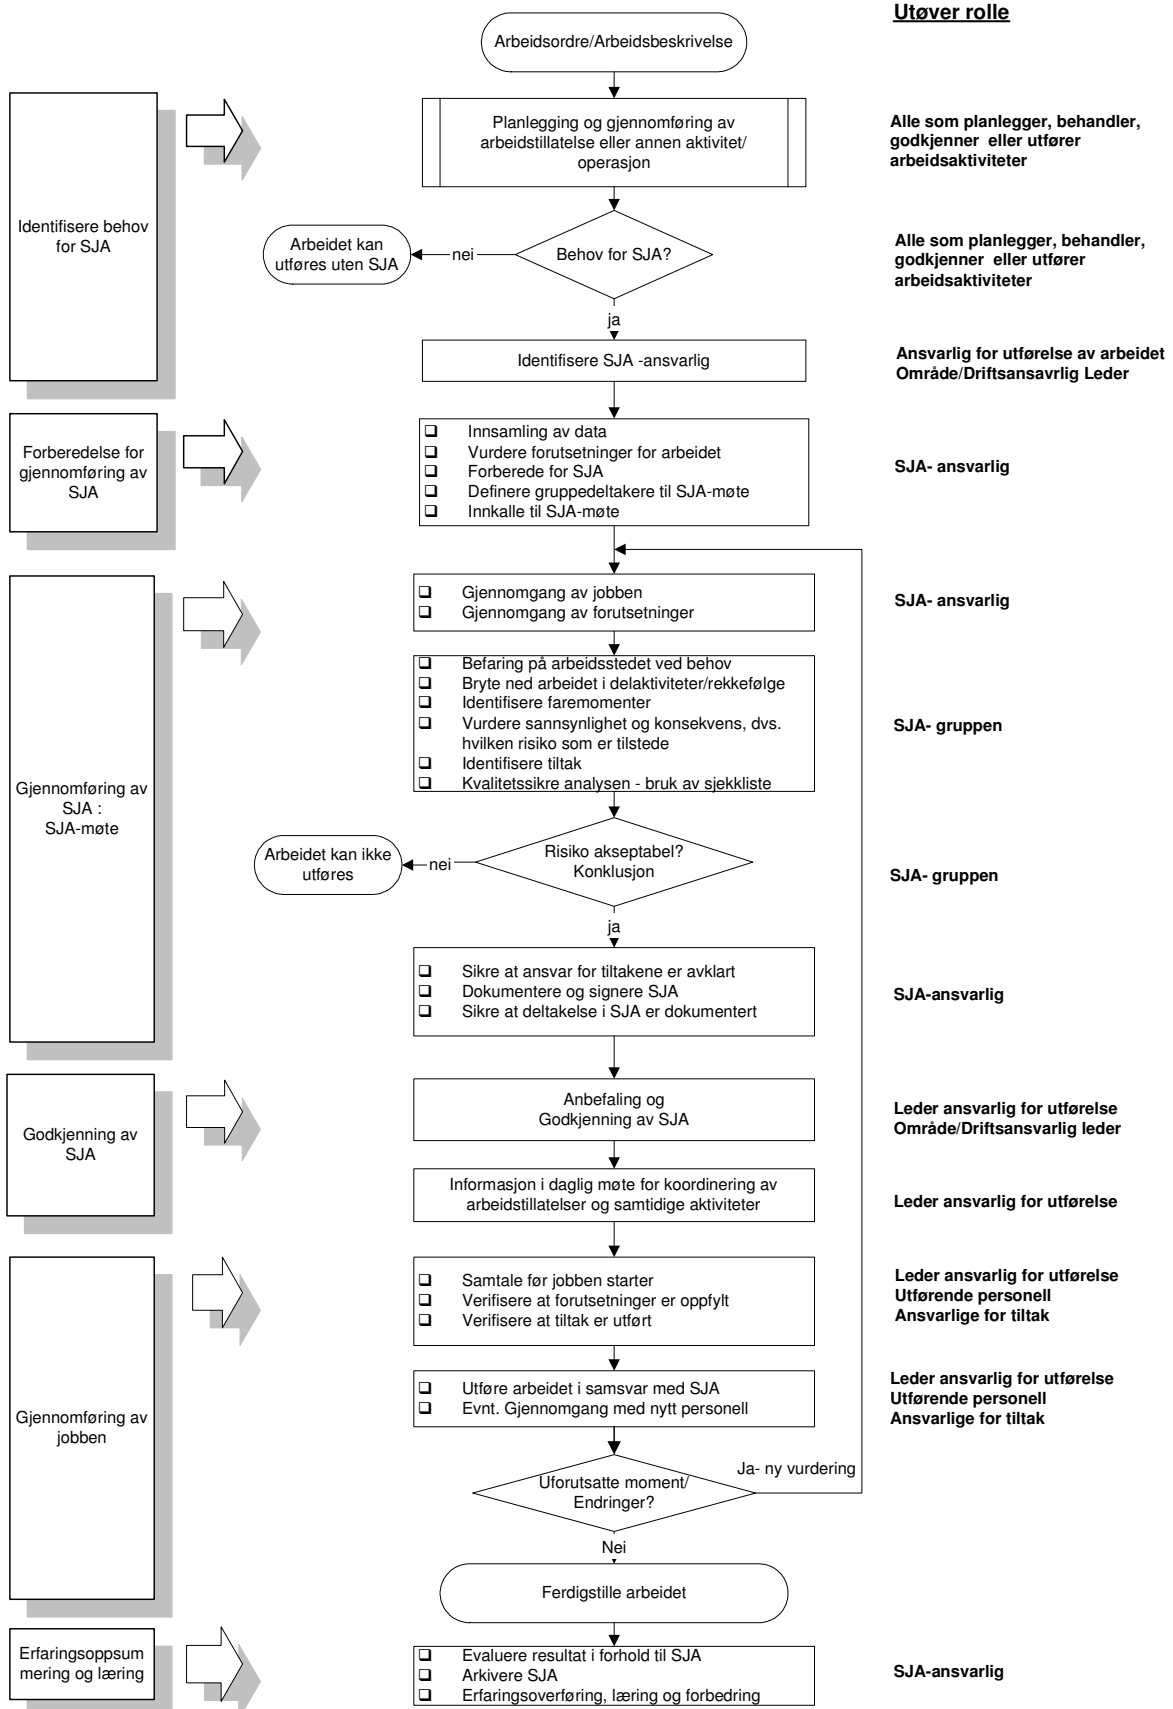 Utøver rolle
Arbeidsordre/Arbeidsbeskrivelse
Identifisere behov
for SJA
Planlegging og gjennomføring av
arbeidstillatelse eller annen aktivitet/
operasjon
Alle som planlegger, behandler,
godkjenner eller utfører
arbeidsaktiviteter
Arbeidet kan
utføres uten SJA
nei
Behov for SJA?
Alle som planlegger, behandler,
godkjenner eller utfører
arbeidsaktiviteter
ja
Identifisere SJA -ansvarlig
Ansvarlig for utførelse av arbeidet
Område/Driftsansavrlig Leder
Forberedelse for
gjennomføring av
SJA
❑ Innsamling av data
❑ Vurdere forutsetninger for arbeidet
❑ Forberede for SJA
❑ Definere gruppedeltakere til SJA-møte
❑ Innkalle til SJA-møte
SJA- ansvarlig
Gjennomføring av
SJA :
SJA-møte
❑ Gjennomgang av jobben
❑ Gjennomgang av forutsetninger
SJA- ansvarlig
❑ Befaring på arbeidsstedet ved behov
❑ Bryte ned arbeidet i delaktiviteter/rekkefølge
❑ Identifisere faremomenter
❑ Vurdere sannsynlighet og konsekvens, dvs.
hvilken risiko som er tilstede
❑ Identifisere tiltak
❑ Kvalitetssikre analysen - bruk av sjekkliste
SJA- gruppen
Arbeidet kan ikke
utføres
nei
Risiko akseptabel?
Konklusjon
SJA- gruppen
ja
❑ Sikre at ansvar for tiltakene er avklart
❑ Dokumentere og signere SJA
❑ Sikre at deltakelse i SJA er dokumentert
SJA-ansvarlig
Godkjenning av
SJA
Anbefaling og
Godkjenning av SJA
Leder ansvarlig for utførelse
Område/Driftsansvarlig leder
Informasjon i daglig møte for koordinering av
arbeidstillatelser og samtidige aktiviteter
Leder ansvarlig for utførelse
Gjennomføring av
jobben
❑ Samtale før jobben starter
❑ Verifisere at forutsetninger er oppfylt
❑ Verifisere at tiltak er utført
Leder ansvarlig for utførelse
Utførende personell
Ansvarlige for tiltak
❑ Utføre arbeidet i samsvar med SJA
❑ Evnt. Gjennomgang med nytt personell
Leder ansvarlig for utførelse
Utførende personell
Ansvarlige for tiltak
Uforutsatte moment/
Endringer?
Ja- ny vurdering
Nei
Ferdigstille arbeidet
Erfaringsoppsum
mering og læring
❑ Evaluere resultat i forhold til SJA
❑ Arkivere SJA
❑ Erfaringsoverføring, læring og forbedring
SJA-ansvarlig